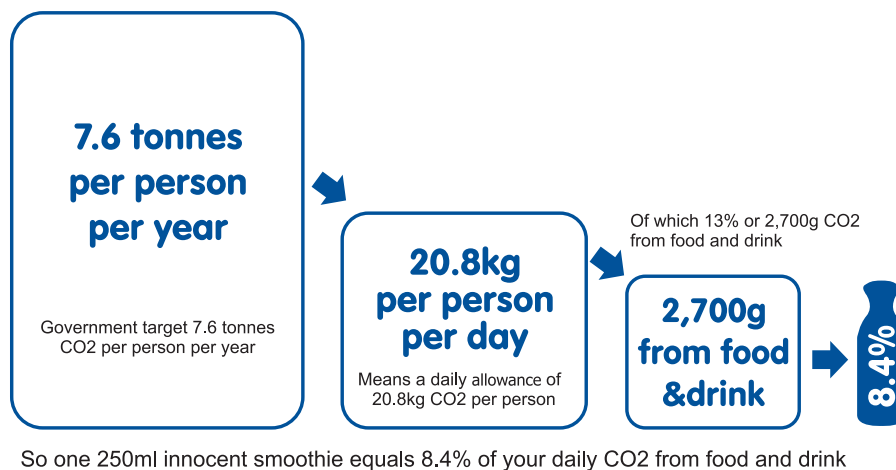 7.6 tonnes
per person
per year
Government target 7.6 tonnes
CO2 per person per year
20.8kg
per person
per day
Means a daily allowance of
20.8kg CO2 per person
Of which 13% or 2,700g CO2
from food and drink
2,700g
from food
&drink
8.4%
So one 250ml innocent smoothie equals 8.4% of your daily CO2 from food and drink